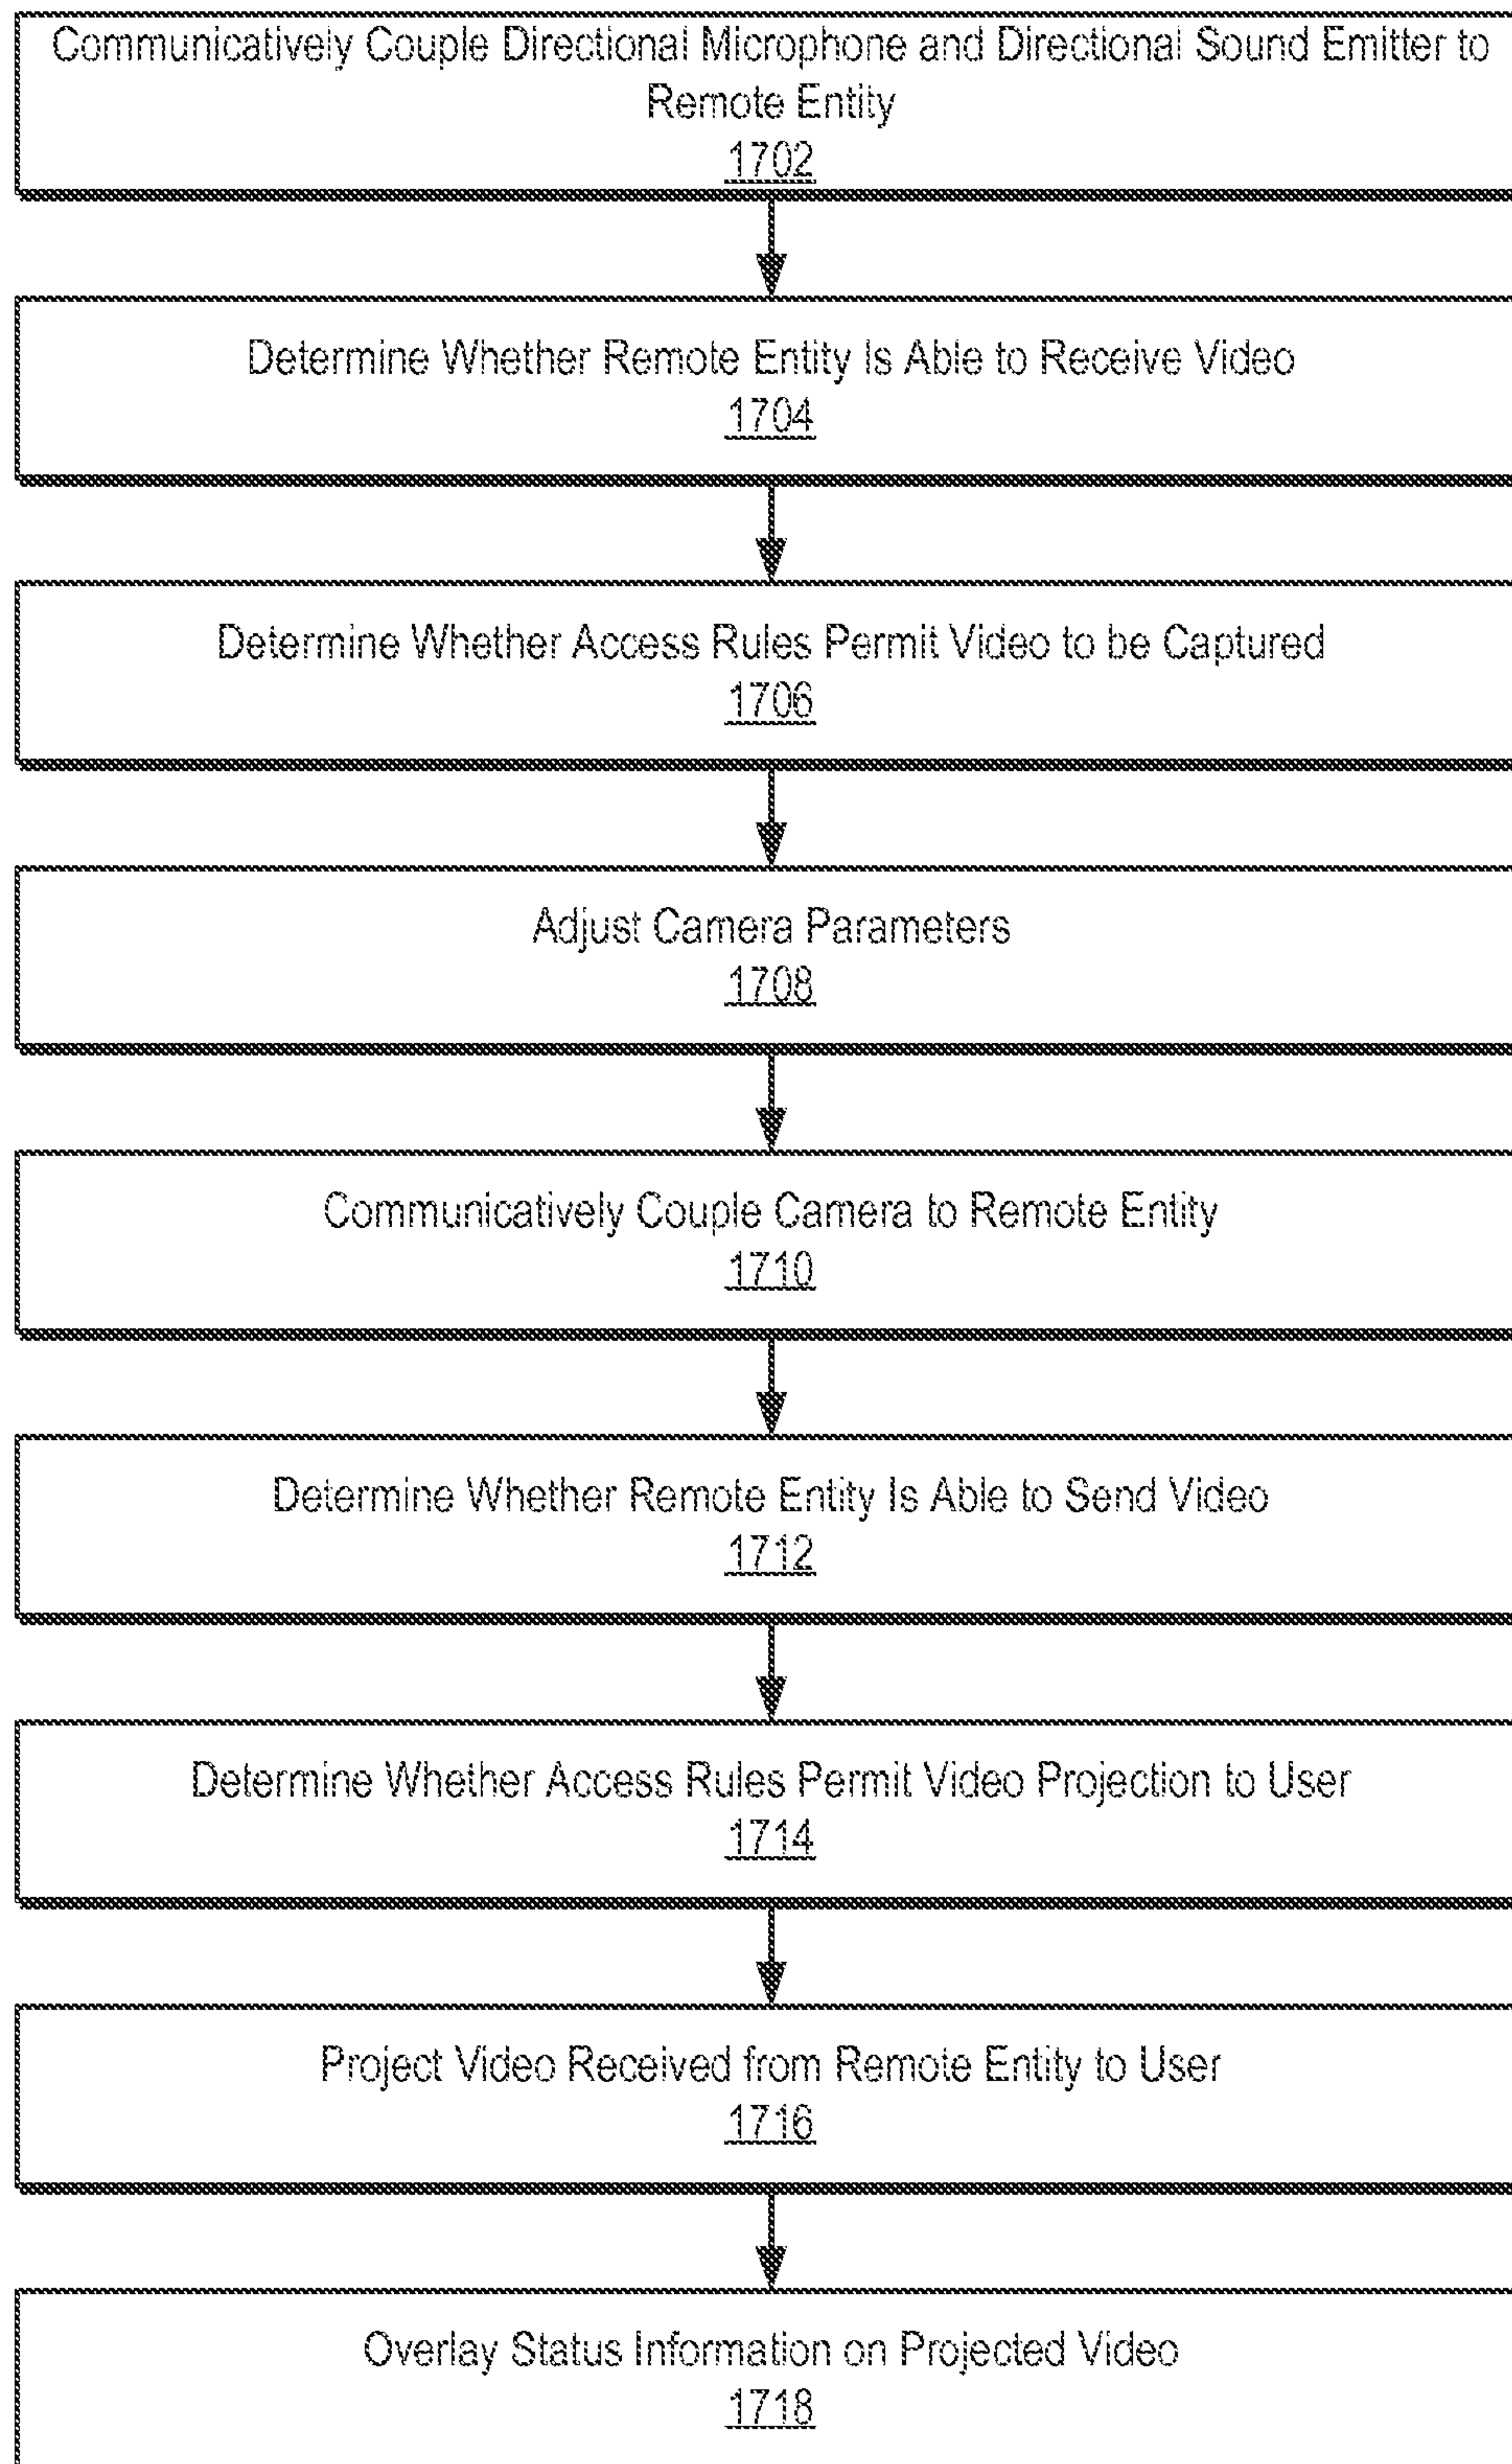 Communicatively Couple Directional Microphone and Directional Sound Emitter to
Remote Entity
1702
Determine Whether Remote Entity Is Able to Receive Video
1704
Determine Whether Access Rules Permit Video to be Captured
1706
Adjust Camera Parameters
1708
Communicatively Couple Camera to Remote Entity
1710
Determine Whether Remote Entity Is Able to Send Video
1712
Determine Whether Access Rules Permit Video Projection to User
1714
Project Video Received from Remote Entity to User
1716
Overlay Status Information on Projected Video
1718